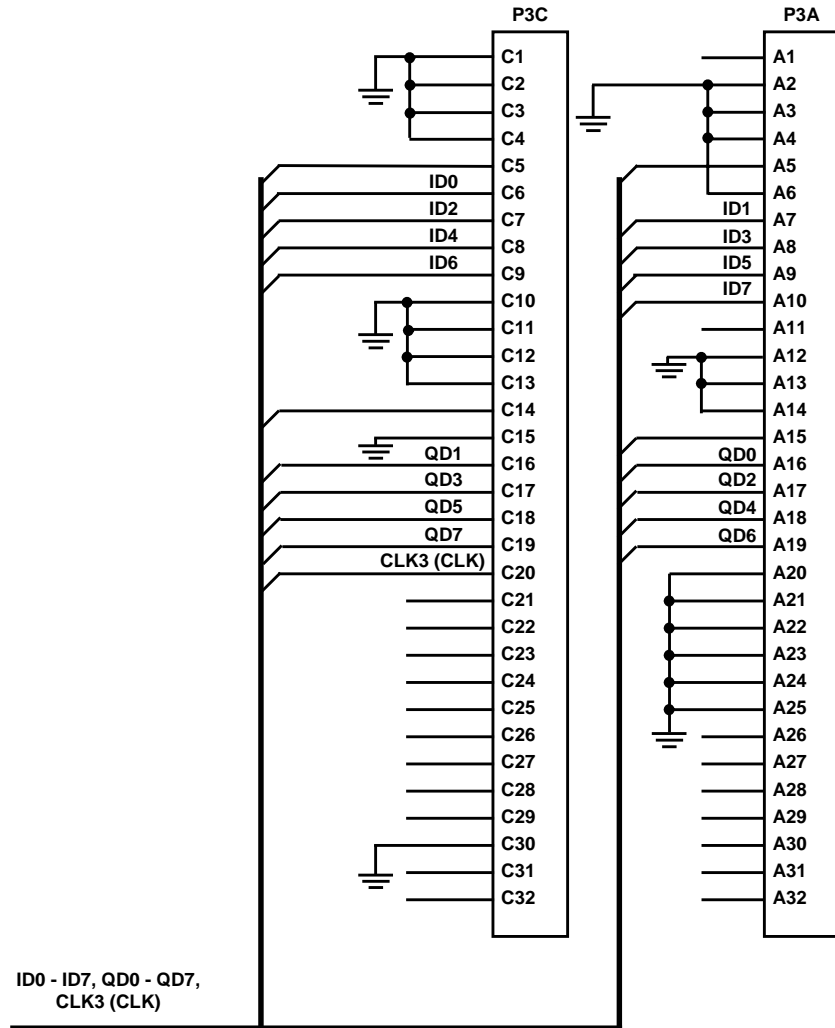 P3C
C1
C2
C3
C4
C5
ID0
C6
ID2
C7
ID4
C8
ID6
C9
C10
C11
C12
C13
C14
C15
QD1
C16
QD3
C17
QD5
C18
QD7
C19
CLK3 (CLK)
C20
C21
C22
C23
C24
C25
C26
C27
C28
C29
C30
C31
C32
P3A
A1
A2
A3
A4
A5
A6
ID1
A7
ID3
A8
ID5
A9
ID7
A10
A11
A12
A13
A14
A15
QD0
A16
QD2
A17
QD4
A18
QD6
A19
A20
A21
A22
A23
A24
A25
A26
A27
A28
A29
A30
A31
A32
ID0 - ID7, QD0 - QD7,
CLK3 (CLK)